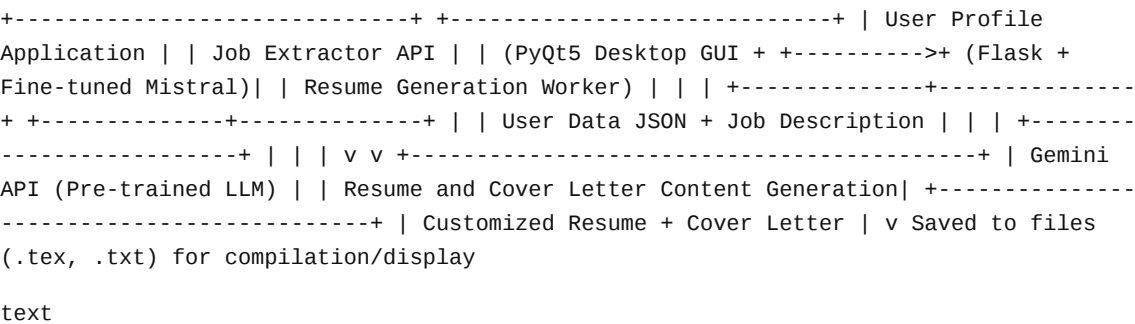 +------------------------------+ +-----------------------------+ | User Profile
Application | | Job Extractor API | | (PyQt5 Desktop GUI + +---------->+ (Flask +
Fine-tuned Mistral)| | Resume Generation Worker) | | | +--------------+---------------
+ +--------------+--------------+ | | User Data JSON + Job Description | | | +--------
------------------+ | | | v v +-------------------------------------------+ | Gemini
API (Pre-trained LLM) | | Resume and Cover Letter Content Generation| +---------------
----------------------------+ | Customized Resume + Cover Letter | v Saved to files
(.tex, .txt) for compilation/display
text